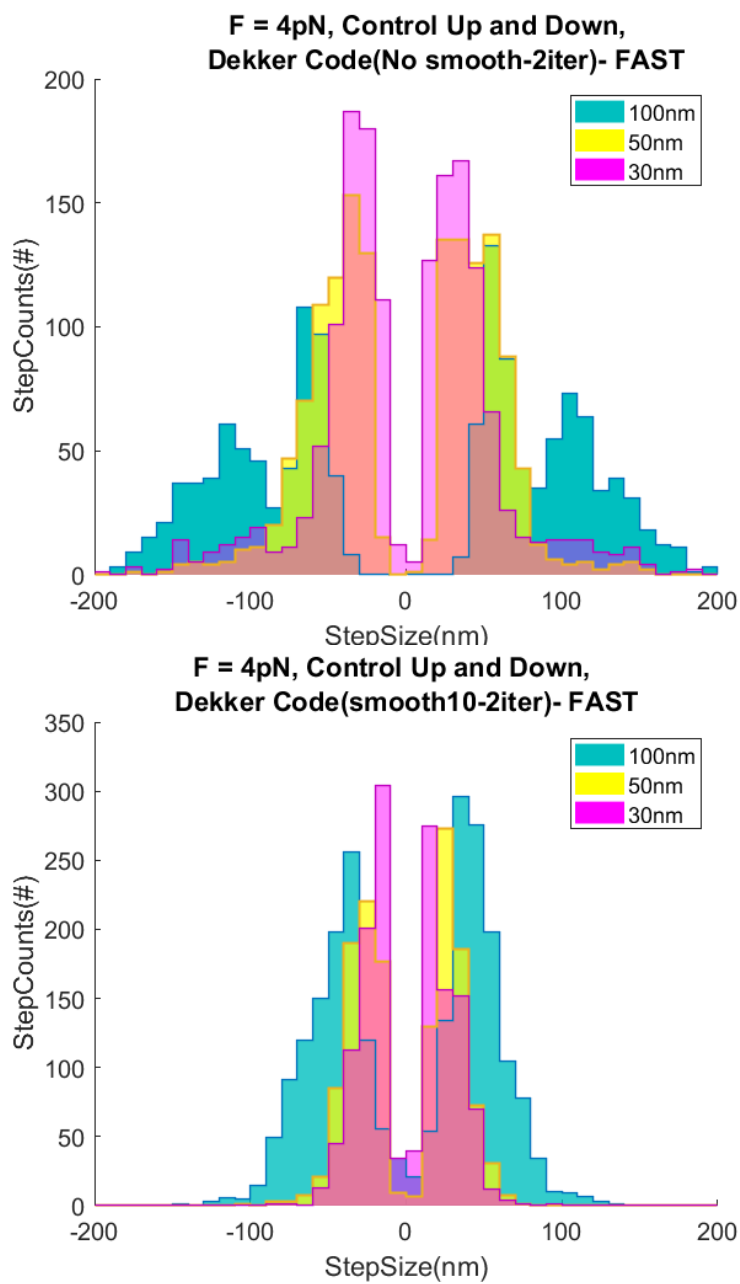 F = 4pN, Control Up and Down,
Dekker Code(No smooth-2iter)- FAST
200
150
100
50
0
StepCounts(#)
100nm
50nm
30nm
-200
-100
0
100
200
StepSize(nm)
F = 4pN, Control Up and Down,
Dekker Code(smooth10-2iter)- FAST
350
300
250
200
150
100
50
0
StepCounts(#)
100nm
50nm
30nm
-200
-100
0
100
200
StepSize(nm)